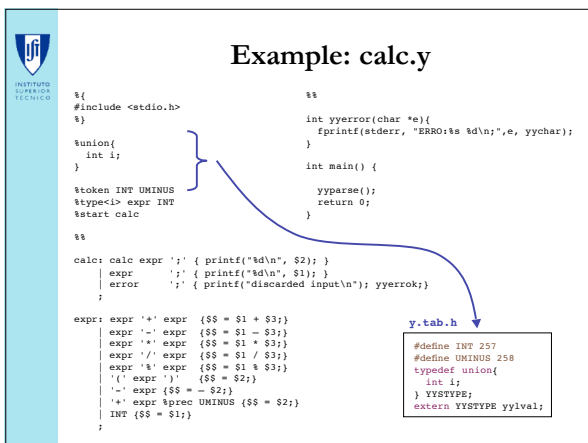 INSTITUTO
SUPERIOR
TECNICO
Example: calc.y
%{
#include <stdio.h>
%}
%union{
int i;
}
%token INT UMINUS
%type<i> expr INT
%start calc
%%
calc: calc expr ';' { printf("%d\n", $2); }
| expr ';' { printf("%d\n", $1); }
| error ';' { printf("discarded input\n"); yyerrok;}
;
expr: expr '+' expr {$$ = $1 + $3;}
| expr '-' expr {$$ = $1 – $3;}
| expr '*' expr {$$ = $1 * $3;}
| expr '/' expr {$$ = $1 / $3;}
| expr '%' expr {$$ = $1 % $3;}
| '(' expr ')' {$$ = $2;}
| '-' expr {$$ = – $2;}
| '+' expr %prec UMINUS {$$ = $2;}
| INT {$$ = $1;}
;
%%
int yyerror(char *e){
fprintf(stderr, "ERRO:%s %d\n;",e, yychar);
}
int main() {
yyparse();
return 0;
}
y.tab.h
#define INT 257
#define UMINUS 258
typedef union{
int i;
} YYSTYPE;
extern YYSTYPE yylval;